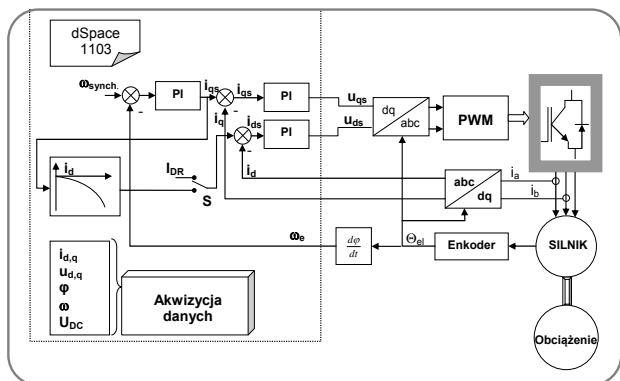 dSpace
1103
ωsynch.
-
PI
iqs
iqs
PI
uqs
iq
-
ids
PI
uds
-
id
dq
abc
PWM
id
IDR
S
abc
dq
ia
ib
ωe
dφ
dt
Θel
Enkoder
SILNIK
id,q
ud,q
φ
ω
UDC
Akwizycja
danych
Obciążenie